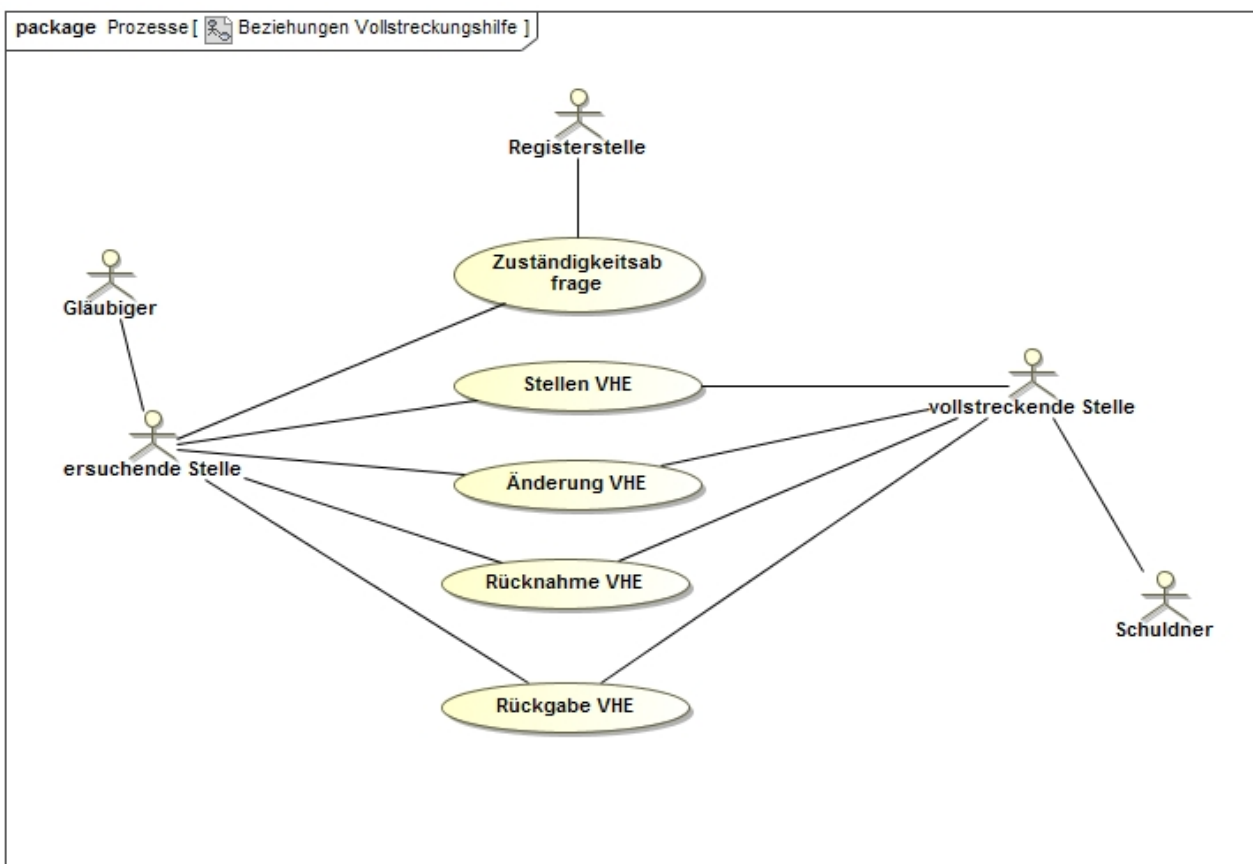 package Prozesse [ Beziehungen Vollstreckungshilfe ]
Registerstelle
Zuständigkeitsab
frage
Gläubiger
Stellen VHE
vollstreckende Stelle
ersuchende Stelle
Änderung VHE
Rücknahme VHE
Schuldner
Rückgabe VHE